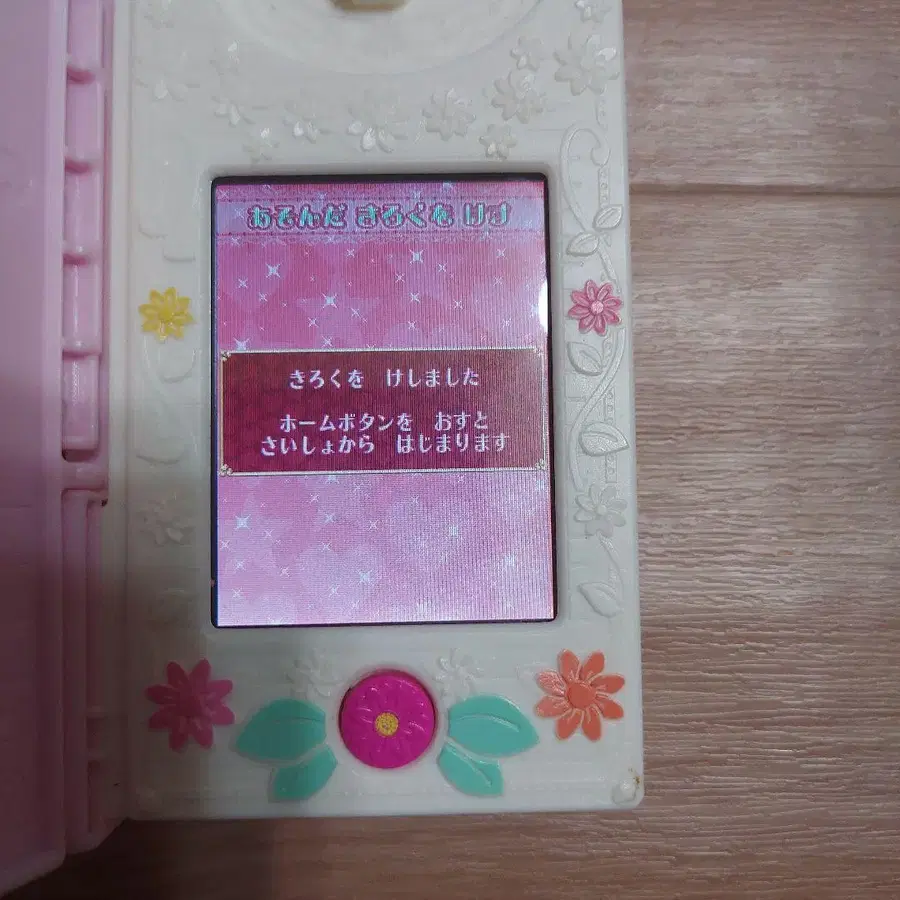 あそんだ きろくを けす
きろくを　けしました
ホームボタンを　おすと
さいしょから　はじまります